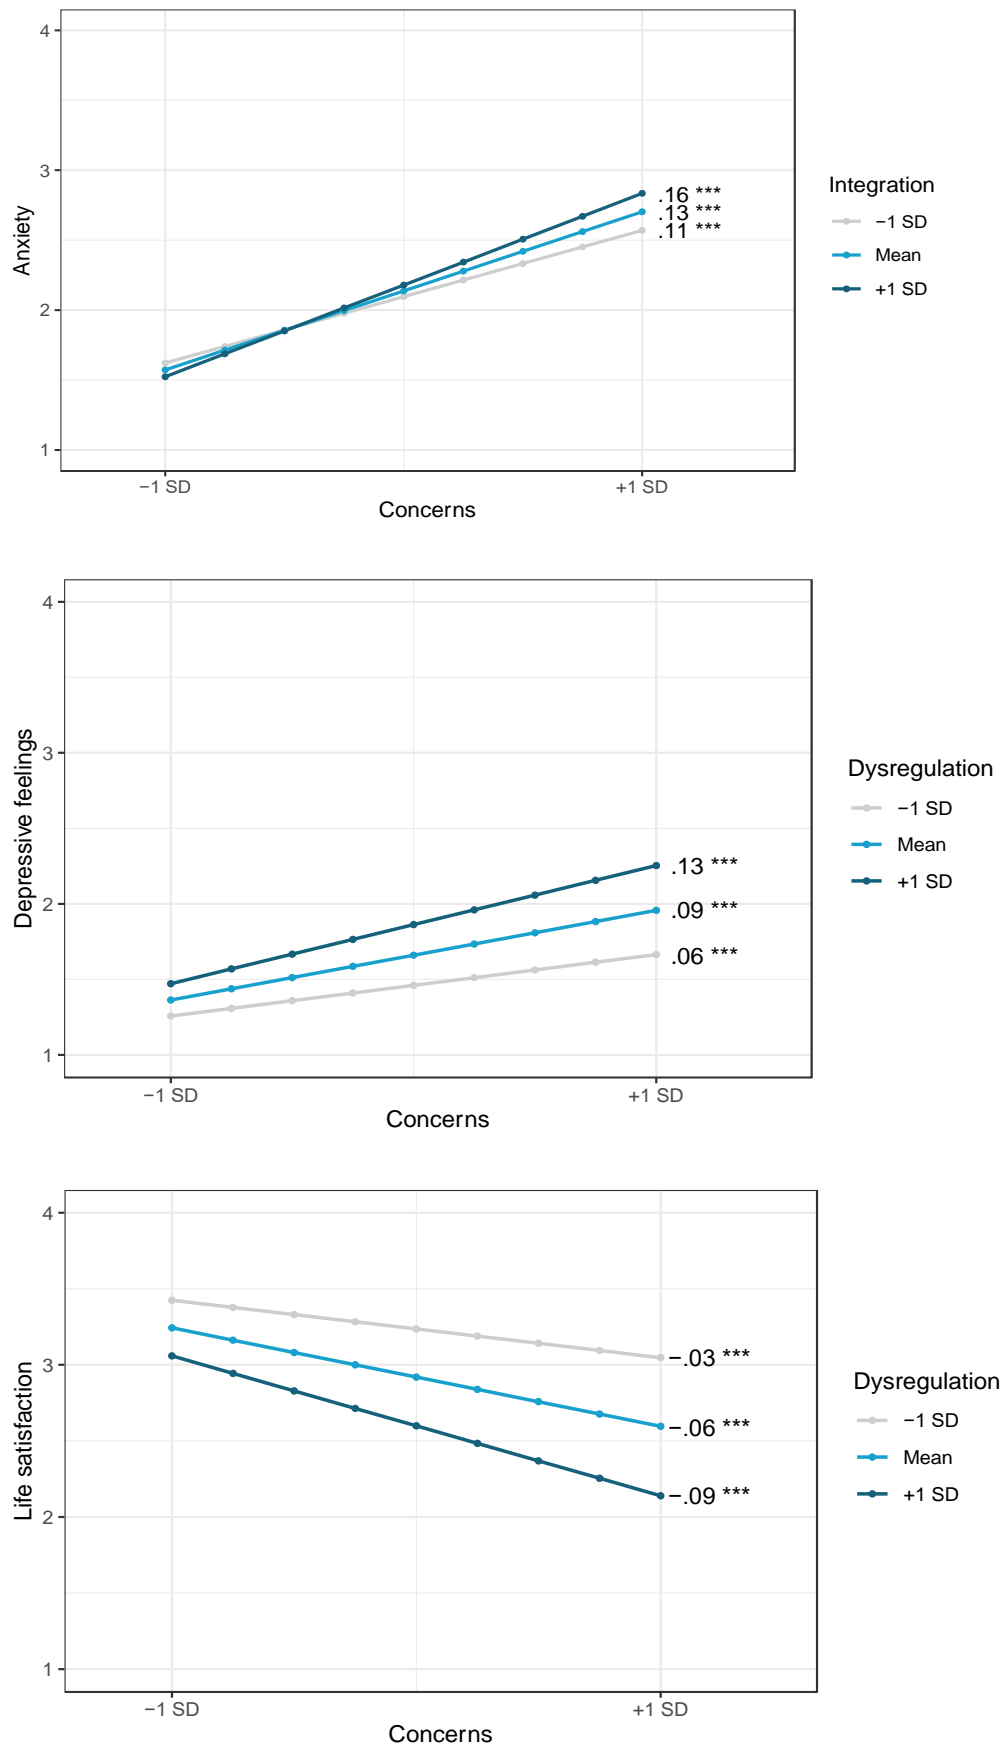 4
3
2
1
Anxiety
.16 ***
.13 ***
.11 ***
−1 SD
+1 SD
Concerns
Integration
−1 SD
Mean
+1 SD
4
3
2
1
Depressive feelings
.13 ***
.09 ***
.06 ***
−1 SD
+1 SD
Concerns
Dysregulation
−1 SD
Mean
+1 SD
4
3
2
1
Life satisfaction
−.03 ***
−.06 ***
−.09 ***
−1 SD
+1 SD
Concerns
Dysregulation
−1 SD
Mean
+1 SD